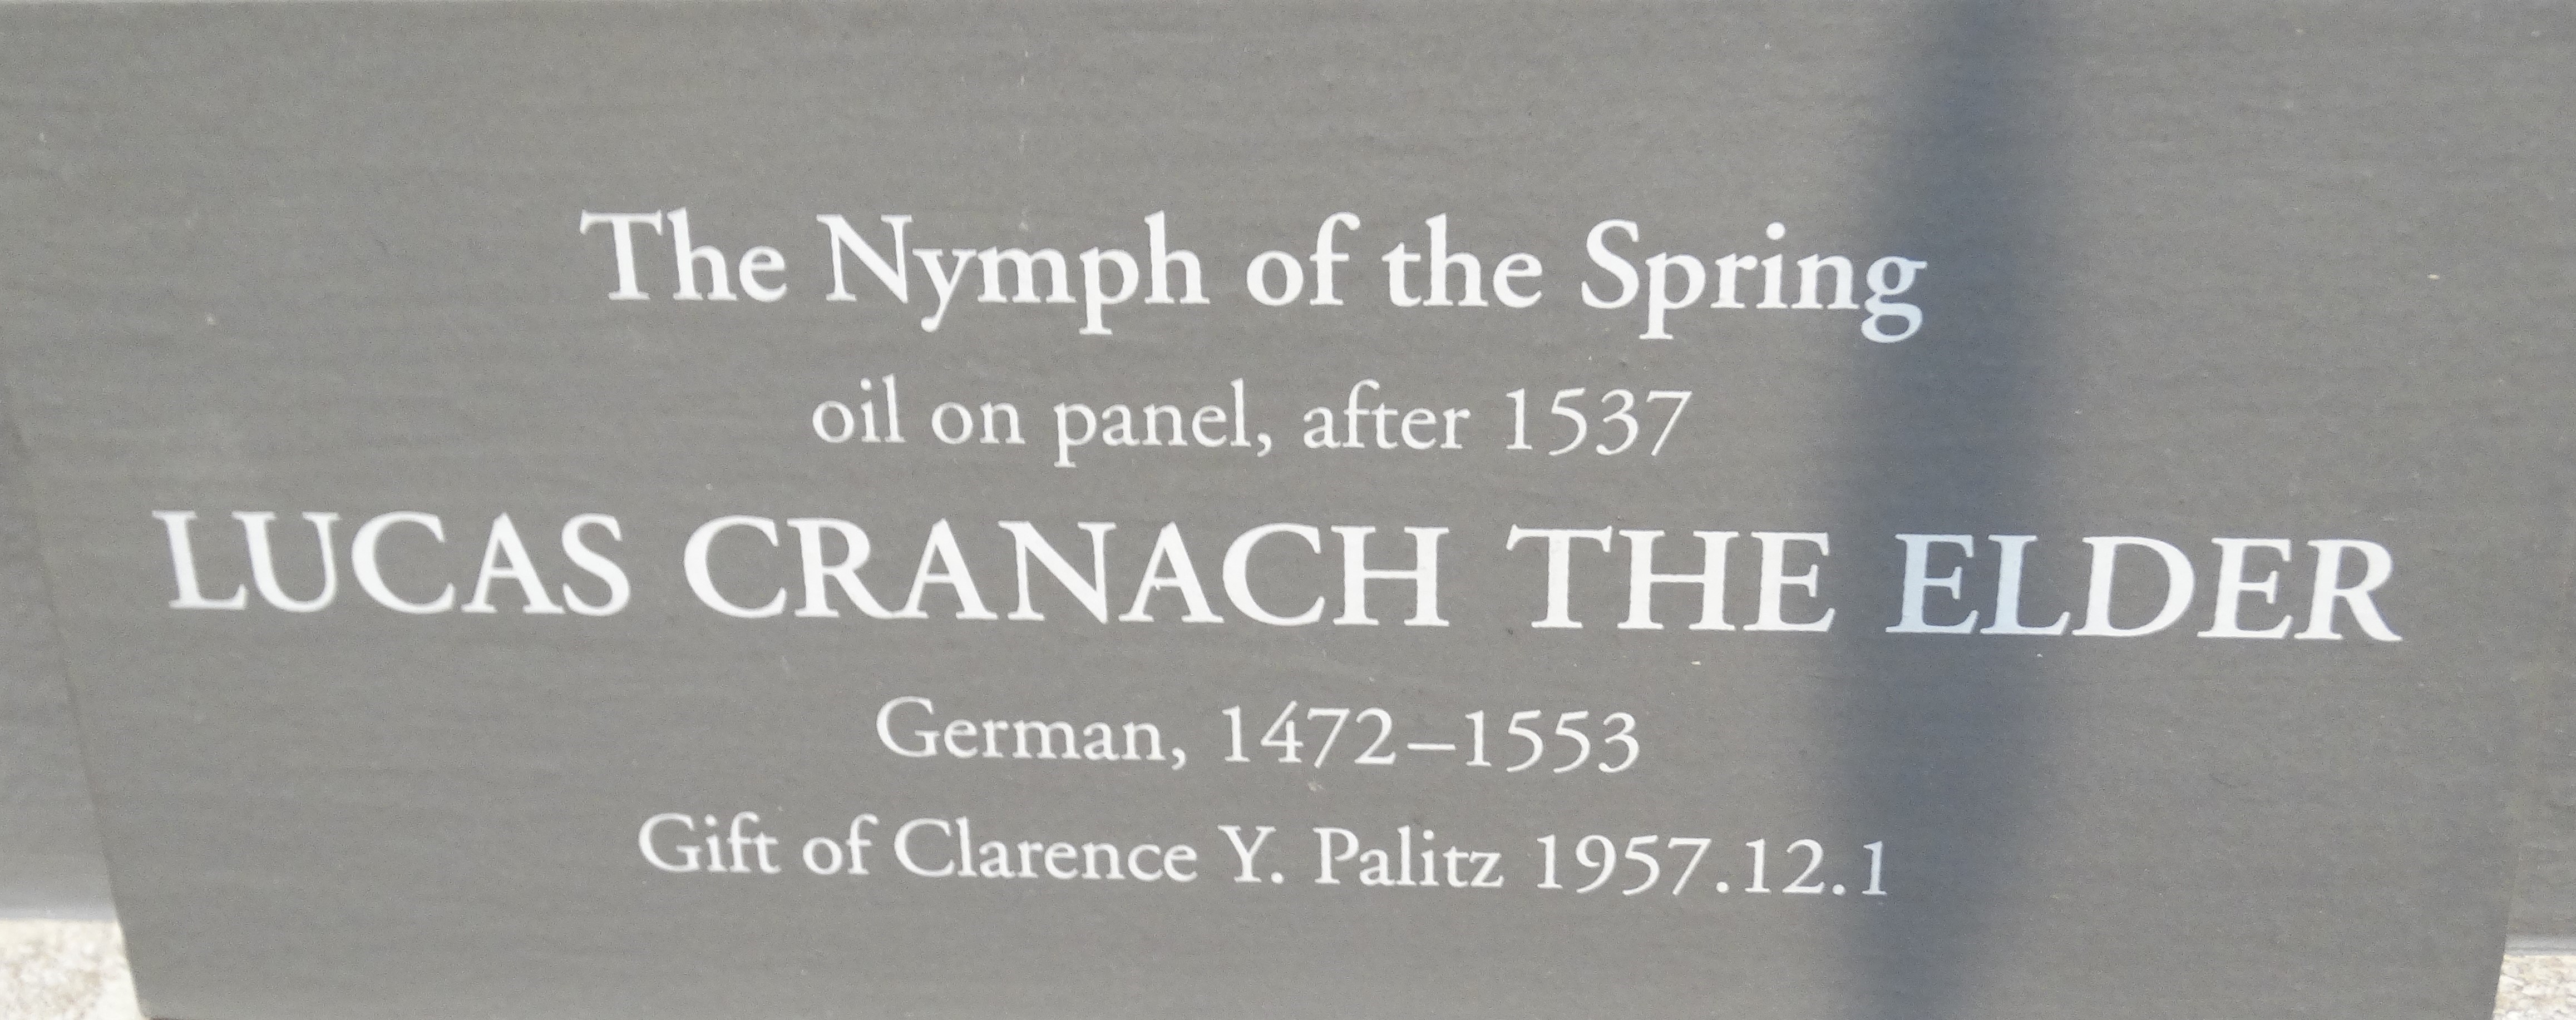 The Nymph of the Spring
oil on panel, after 1537
LUCAS CRANACH THE ELDER
German, 1472–1553
Gift of Clarence Y. Palitz 1957.12.1